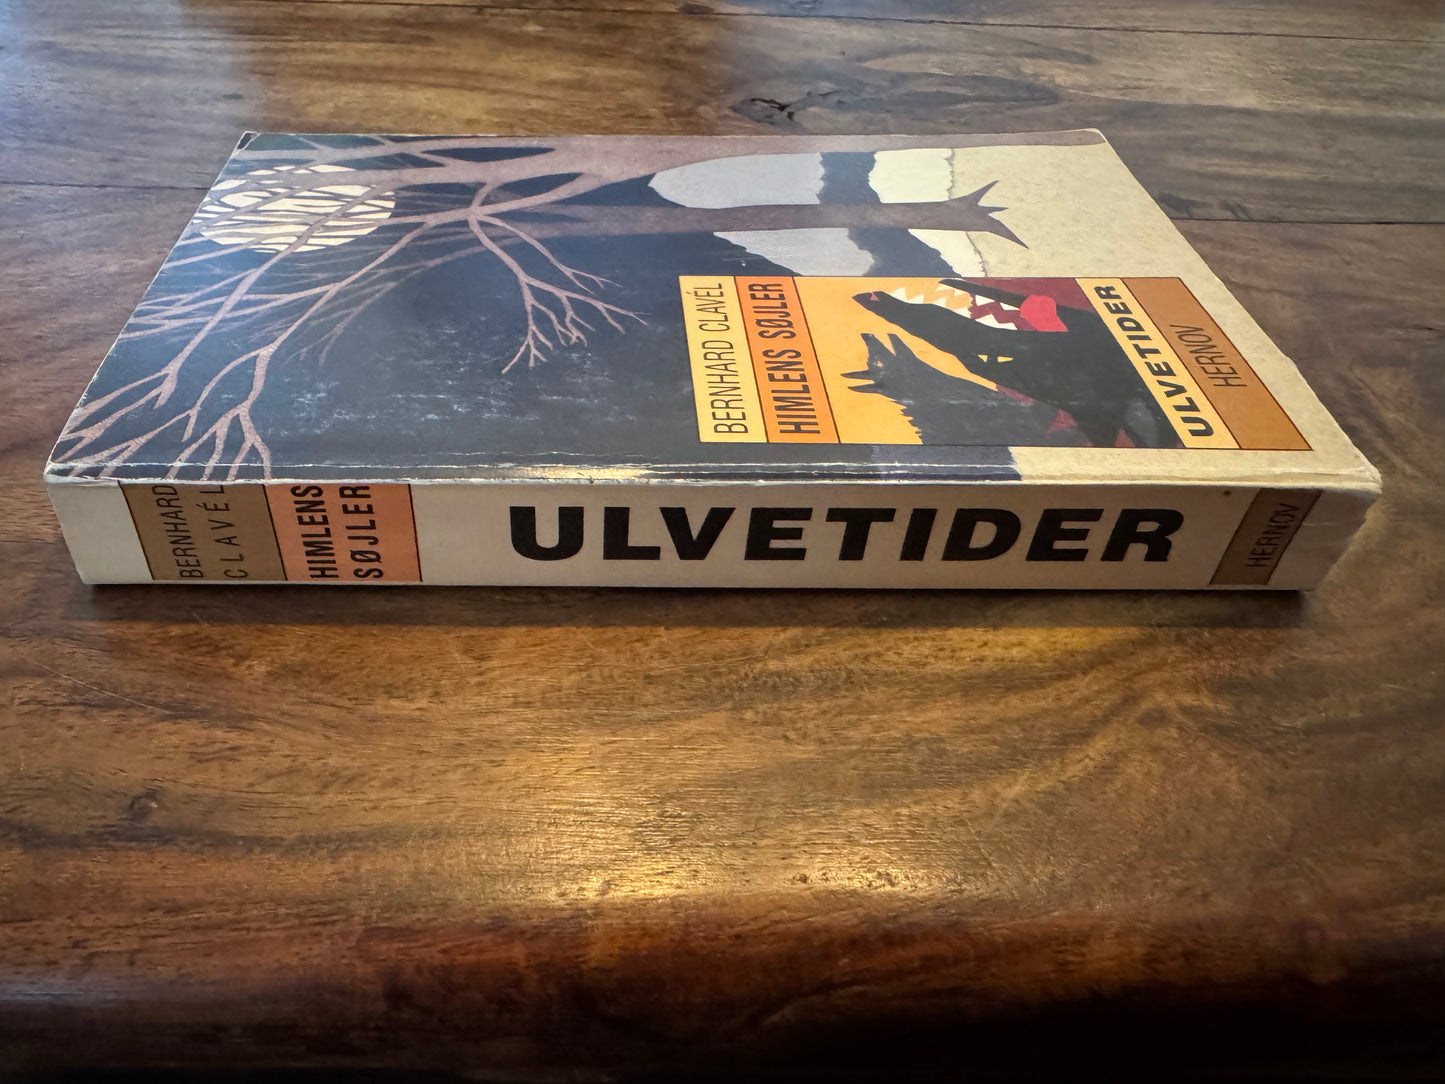 BERNHARD CLAVÉL
HIMLENS SØJLER
ULVETIDER
HERNOV
BERNHARD
CLAVÉL
HIMLENS
SØJLER
ULVETIDER
HERNOV